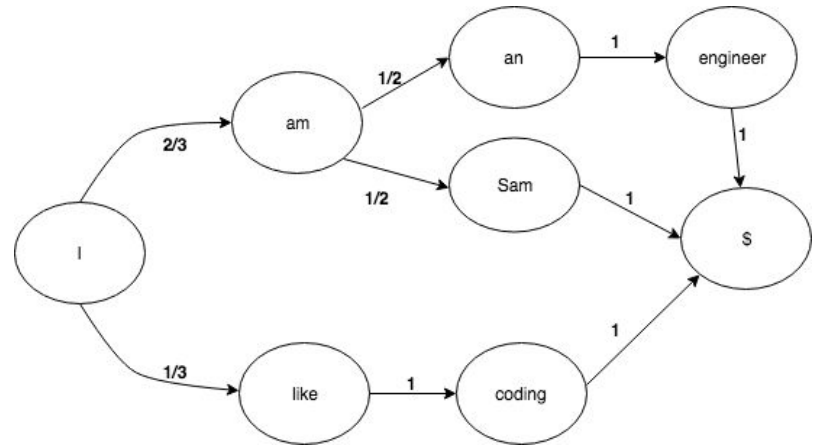 1
an
engineer
1/2
am
1
2/3
1/2
Sam
1
I
$
1
1/3
like
1
coding